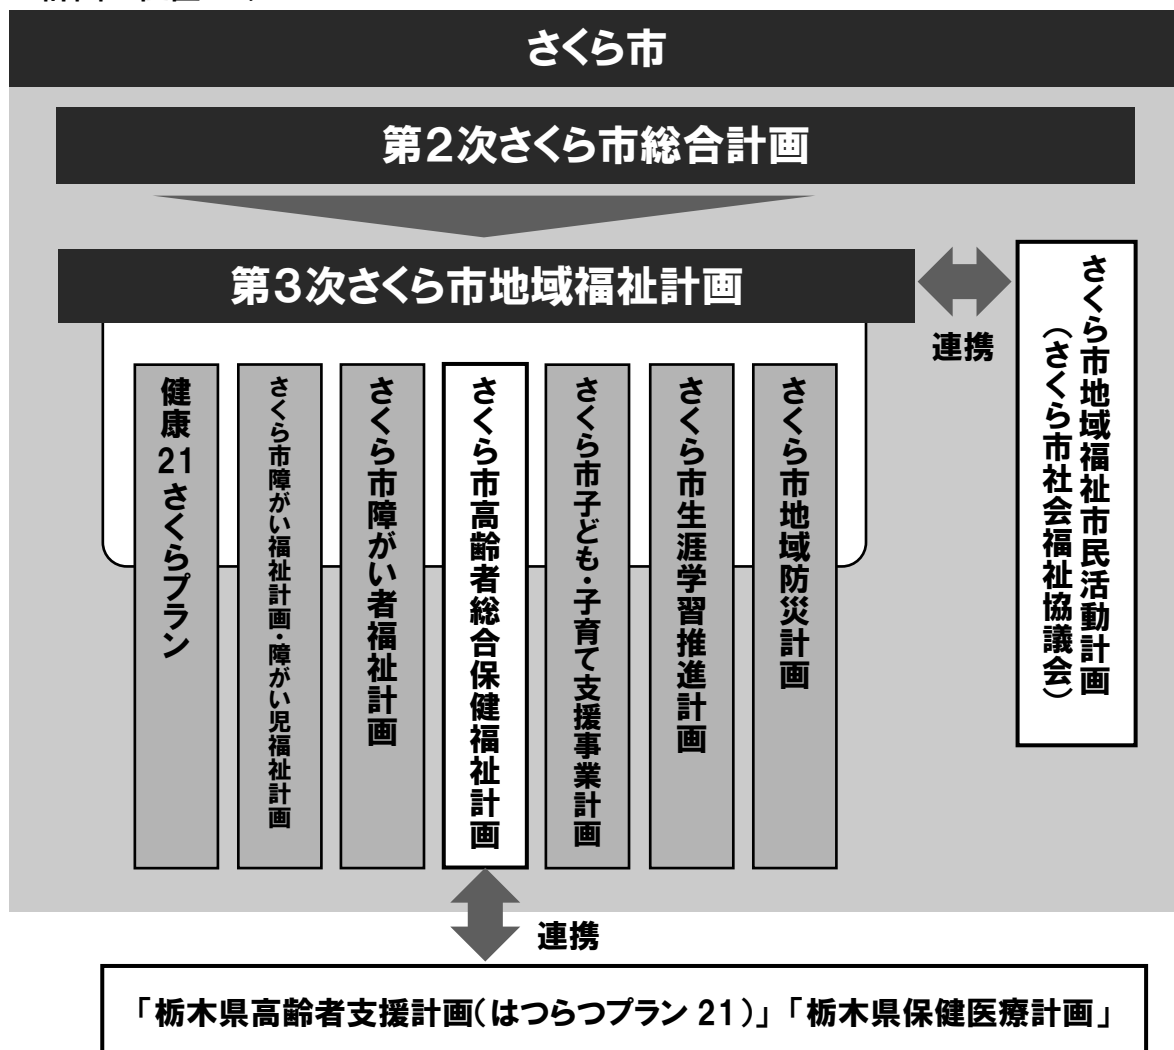 さくら市
第2次さくら市総合計画
第3次さくら市地域福祉計画
連携
さくら市地域福祉市民活動計画
（さくら市社会福祉協議会）
健康21さくらプラン
さくら市障がい福祉計画・障がい児福祉計画
さくら市障がい者福祉計画
さくら市高齢者総合保健福祉計画
さくら市子ども・子育て支援事業計画
さくら市生涯学習推進計画
さくら市地域防災計画
連携
「栃木県高齢者支援計画（はつらつプラン 21）」「栃木県保健医療計画」